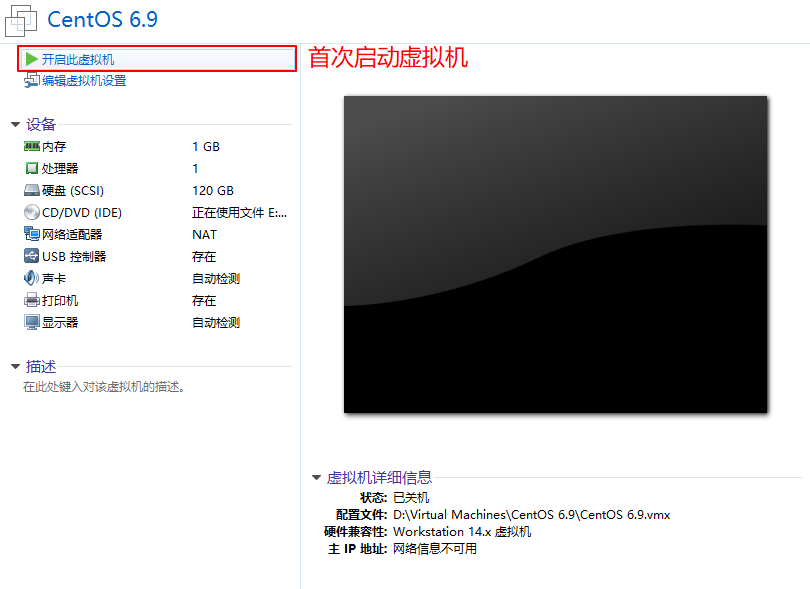 CentOS 6.9
开启此虚拟机
编辑虚拟机设置
设备
内存 1 GB
处理器 1
硬盘 (SCSI) 120 GB
CD/DVD (IDE) 正在使用文件 E:...
网络适配器 NAT
USB 控制器 存在
声卡 自动检测
打印机 存在
显示器 自动检测
描述
在此处键入对该虚拟机的描述。
首次启动虚拟机
虚拟机详细信息
状态: 已关机
配置文件: D:\Virtual Machines\CentOS 6.9\CentOS 6.9.vmx
硬件兼容性: Workstation 14.x 虚拟机
主 IP 地址: 网络信息不可用